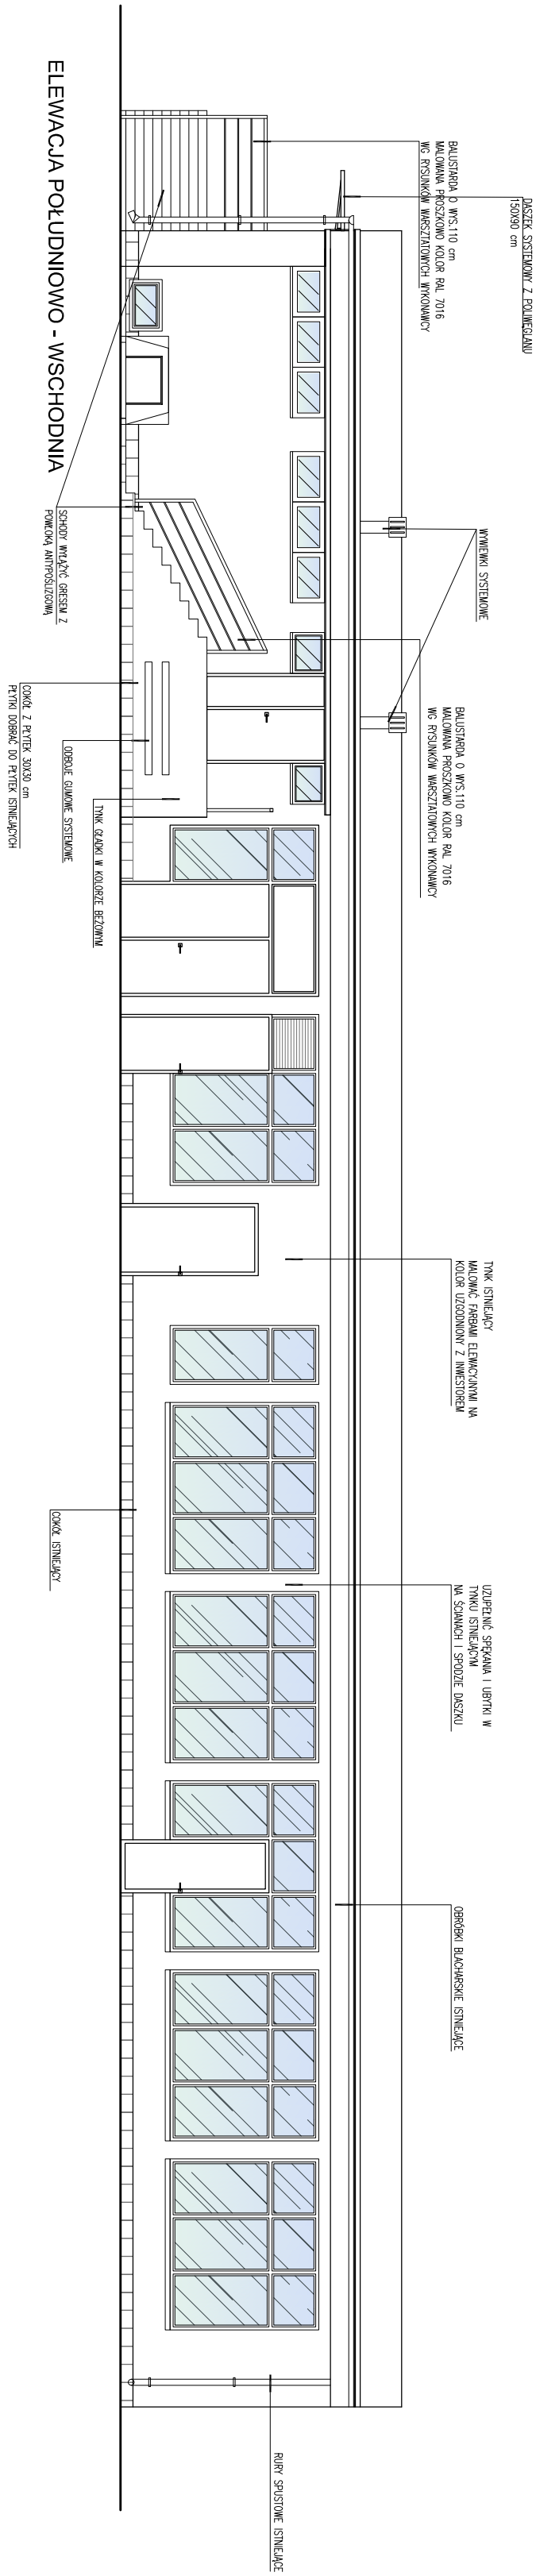 DASZEK SYSTEMOWY Z POLIWĘGLANU
150X90 cm
BALUSTARDA O WYS.110 cm
MALOWANA PROSZKOWO KOLOR RAL 7016
WG RYSUNKÓW WARSZTATOWYCH WYKONAWCY
WYWIEWKI SYSTEMOWE
BALUSTARDA O WYS.110 cm
MALOWANA PROSZKOWO KOLOR RAL 7016
WG RYSUNKÓW WARSZTATOWYCH WYKONAWCY
TYNK ISTNIEJĄCY
MALOWAĆ FARBAMI ELEWACYJNYMI NA
KOLOR UZGODNIONY Z INWESTOREM
UZUPEŁNIĆ SPĘKANIA I UBYTKI W
TYNKU ISTNIEJĄCYM
NA ŚCIANACH I SPODZIE DASZKU
OBRÓBKI BLACHARSKIE ISTNIEJĄCE
RURY SPUSTOWE ISTNIEJĄCE
ELEWACJA POŁUDNIOWO - WSCHODNIA
SCHODY WYŁĄŻYĆ GRESEM Z
POWŁOKĄ ANTYPOŚLIZGOWĄ
COKÓŁ Z PŁYTEK 30X30 cm
PŁYTKI DOBRAĆ DO PŁYTEK ISTNIEJĄCYCH
ODBOJE GUMOWE SYSTEMOWE
TYNK GŁADKI W KOLORZE BEŻOWYM
COKÓŁ ISTNIEJĄCY